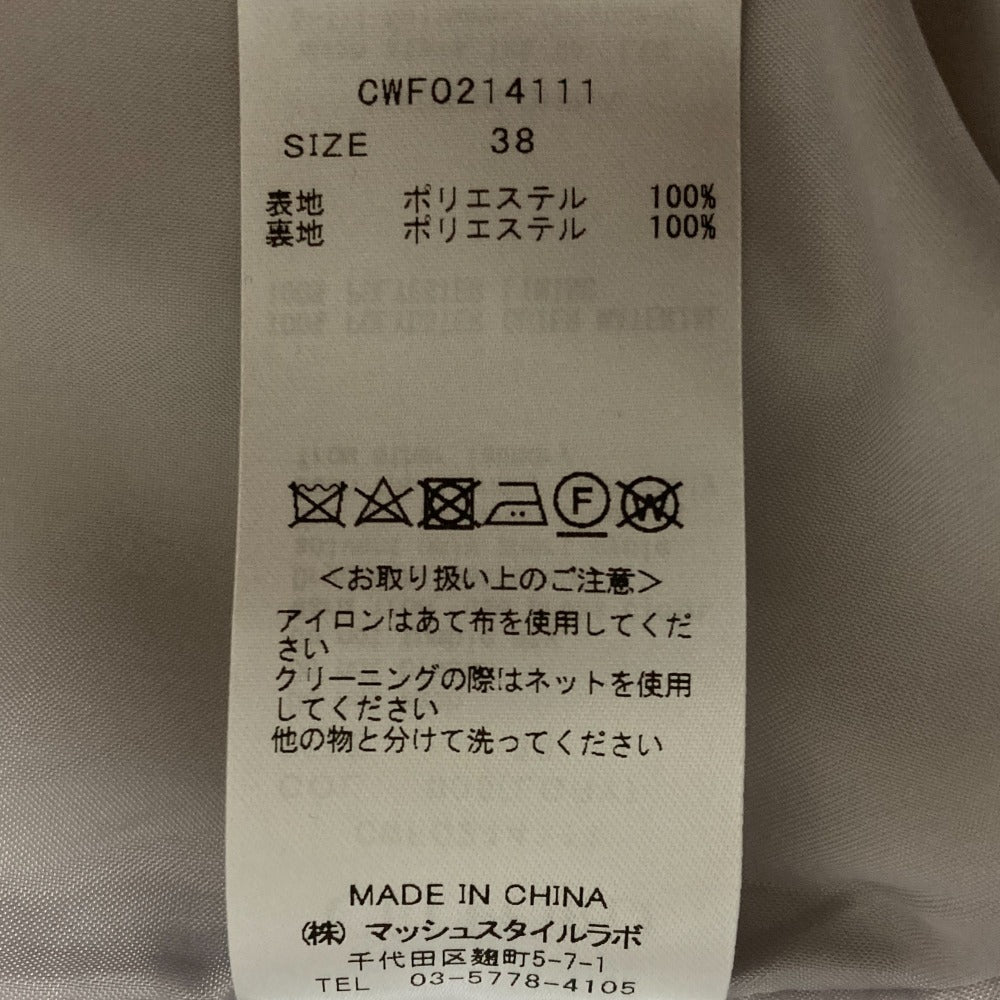 CWFO214111
SIZE 38
表地 ポリエステル 100%
裏地 ポリエステル 100%
F
W
＜お取り扱い上のご注意＞
アイロンはあて布を使用してくだ
さい
クリーニングの際はネットを使用
してください
他の物と分けて洗ってください
MADE IN CHINA
(株) マッシュスタイルラボ
千代田区麹町5-7-1
TEL 03-5778-4105